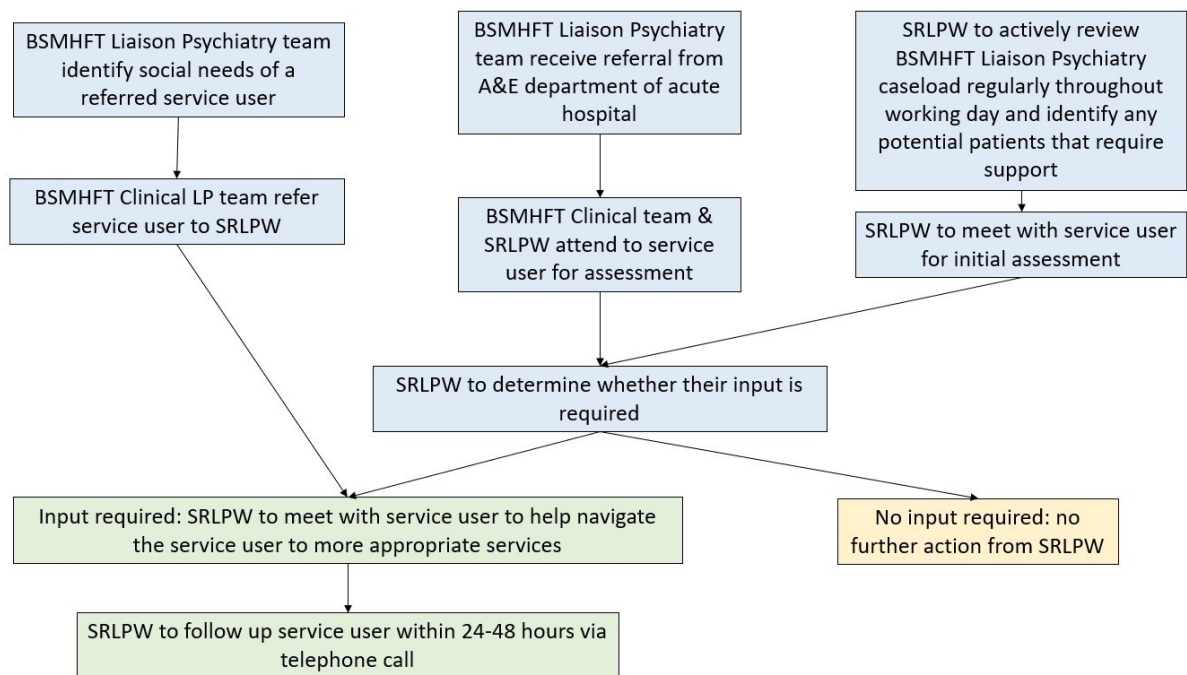 BSMHFT Liaison Psychiatry team
identify social needs of a
referred service user
BSMHFT Liaison Psychiatry
team receive referral from
A&E department of acute
hospital
SRLPW to actively review
BSMHFT Liaison Psychiatry
caseload regularly throughout
working day and identify any
potential patients that require
support
BSMHFT Clinical LP team refer
service user to SRLPW
BSMHFT Clinical team &
SRLPW attend to service
user for assessment
SRLPW to meet with service user
for initial assessment
SRLPW to determine whether their input is
required
Input required: SRLPW to meet with service user to help navigate
the service user to more appropriate services
No input required: no
further action from SRLPW
SRLPW to follow up service user within 24-48 hours via
telephone call